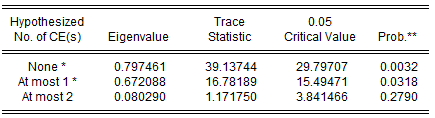 Hypothesized Trace 0.05
No. of CE(s) Eigenvalue Statistic Critical Value Prob.**
None * 0.797461 39.13744 29.79707 0.0032
At most 1 * 0.672088 16.78189 15.49471 0.0318
At most 2 0.080290 1.171750 3.841466 0.2790